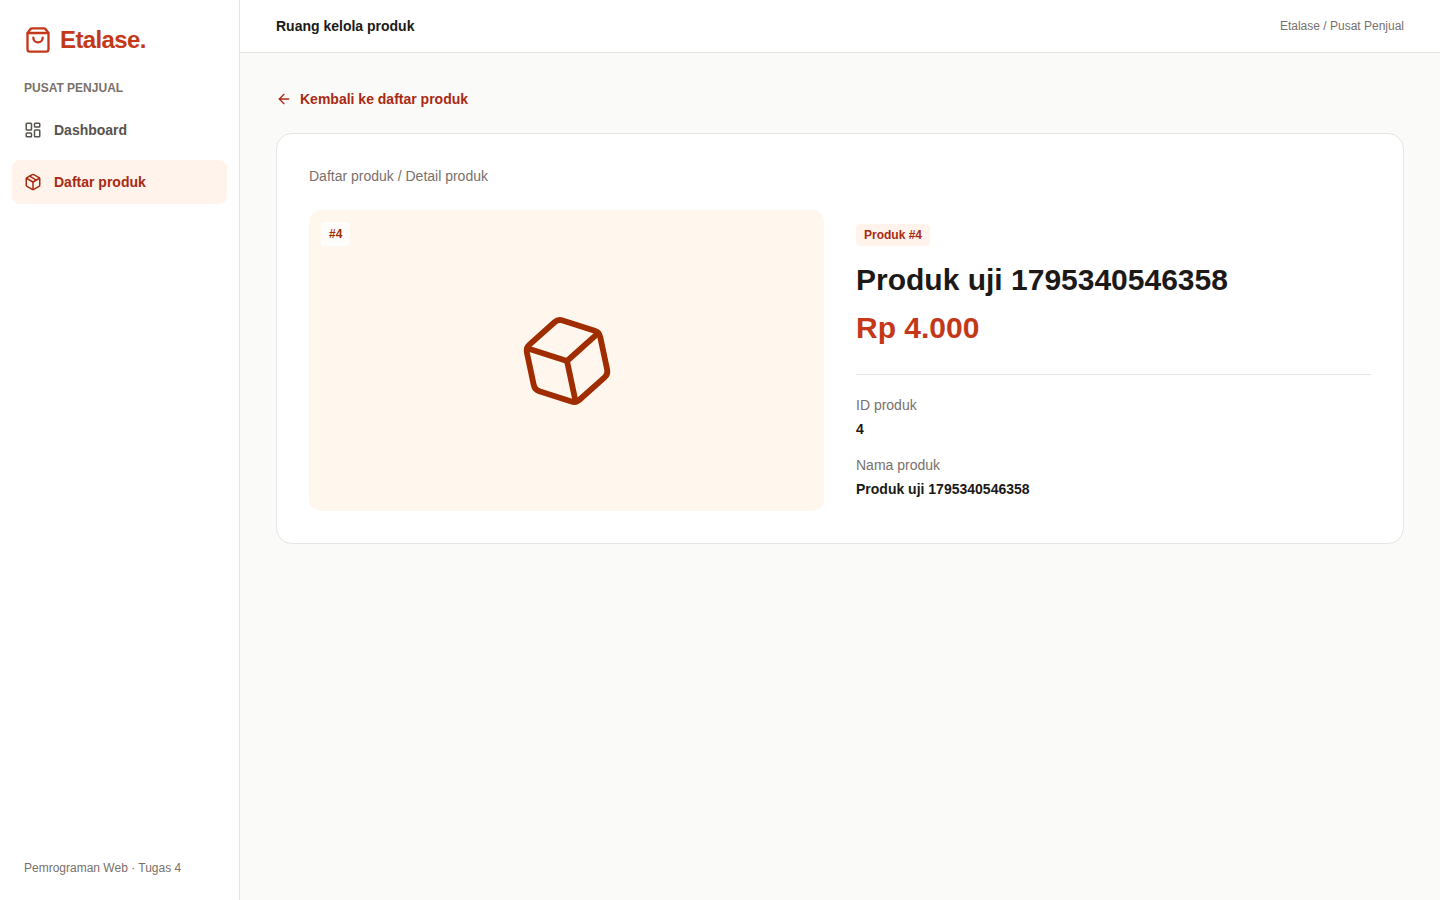 Etalase.
PUSAT PENJUAL
Dashboard
Daftar produk
Pemrograman Web · Tugas 4
Ruang kelola produk
Etalase / Pusat Penjual
Kembali ke daftar produk
Daftar produk / Detail produk
#4
Produk #4
Produk uji 1795340546358
Rp 4.000
ID produk
4
Nama produk
Produk uji 1795340546358